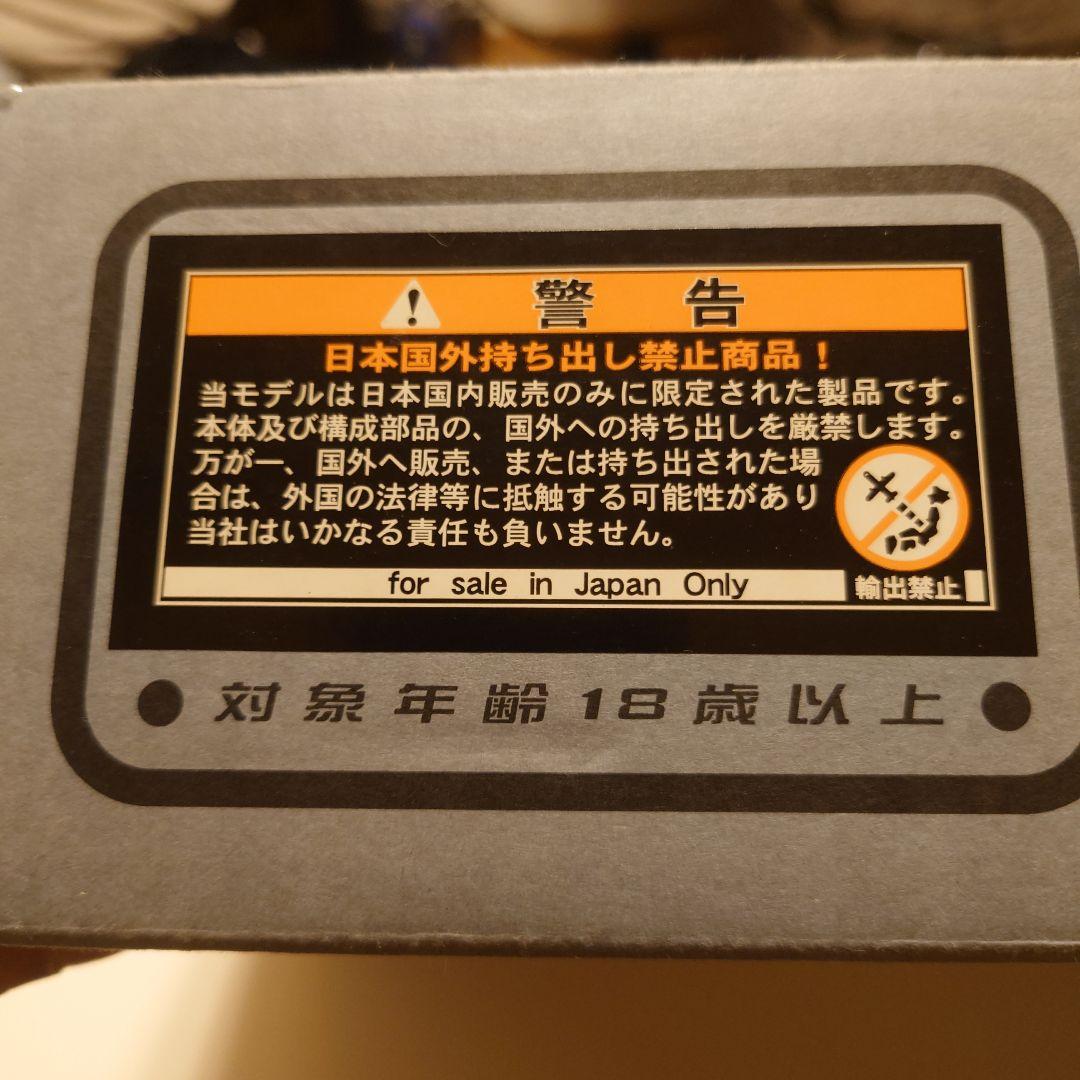 警告
日本国外持ち出し禁止商品！
当モデルは日本国内販売のみに限定された製品です。
本体及び構成部品の、国外への持ち出しを厳禁します。
万が一、国外へ販売、または持ち出された場
合は、外国の法律等に抵触する可能性があり
当社はいかなる責任も負いません。
for sale in Japan Only
輸出禁止
対象年齢18歳以上